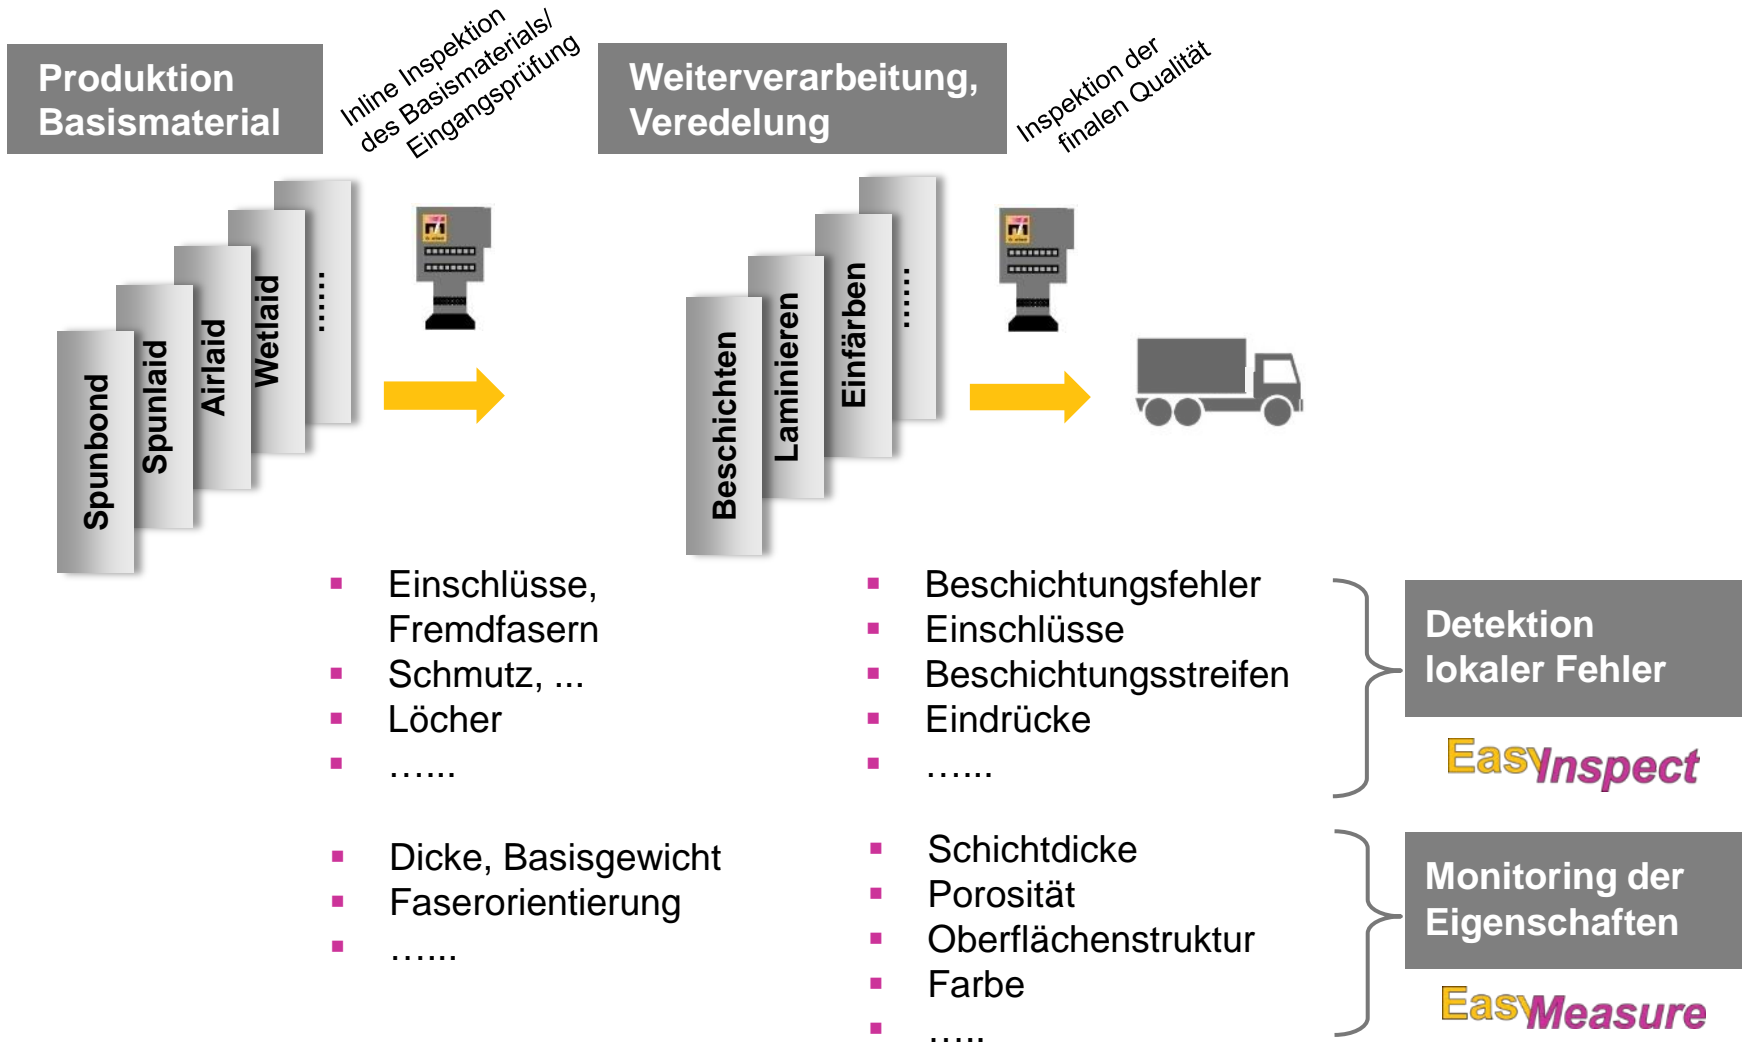 Produktion
Basismaterial
Inline Inspektion
des Basismaterials/
Eingangsprüfung
Weiterverarbeitung,
Veredelung
Inspektion der
finalen Qualität
Spunbond
Spunlaid
Airlaid
Wetlaid
......
Beschichten
Laminieren
Einfärben
......
Einschlüsse,
Fremdfasern
Schmutz, ...
Löcher
…...
Beschichtungsfehler
Einschlüsse
Beschichtungsstreifen
Eindrücke
…...
Detektion
lokaler Fehler
EasyInspect
Dicke, Basisgewicht
Faserorientierung
…...
Schichtdicke
Porosität
Oberflächenstruktur
Farbe
…..
Monitoring der
Eigenschaften
EasyMeasure